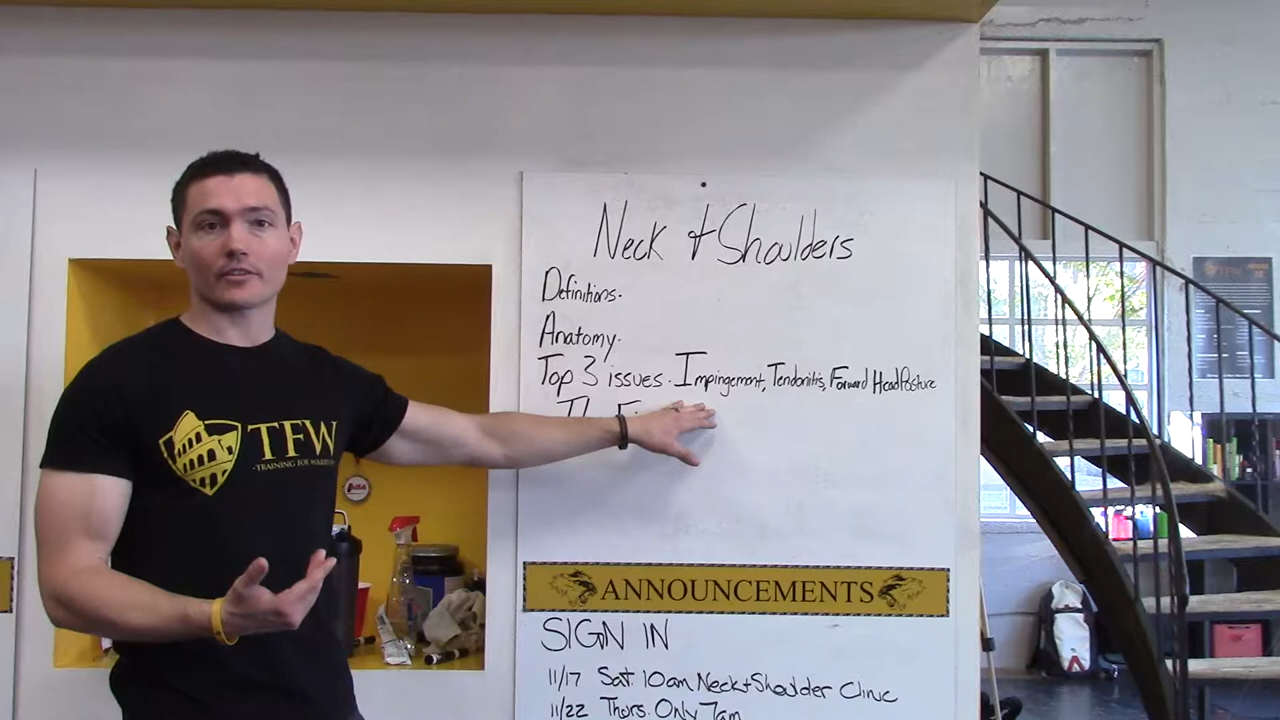 Neck & Shoulders
Definitions.
Anatomy.
Top 3 issues. Impingement, Tendonitis, Forward Head Posture
TFW
-TRAINING FOR
ANNOUNCEMENTS
SIGN IN
11/17 Sat. 10am Neck & Shoulder Clinic
11/22 Thurs. Only 7am
TFW